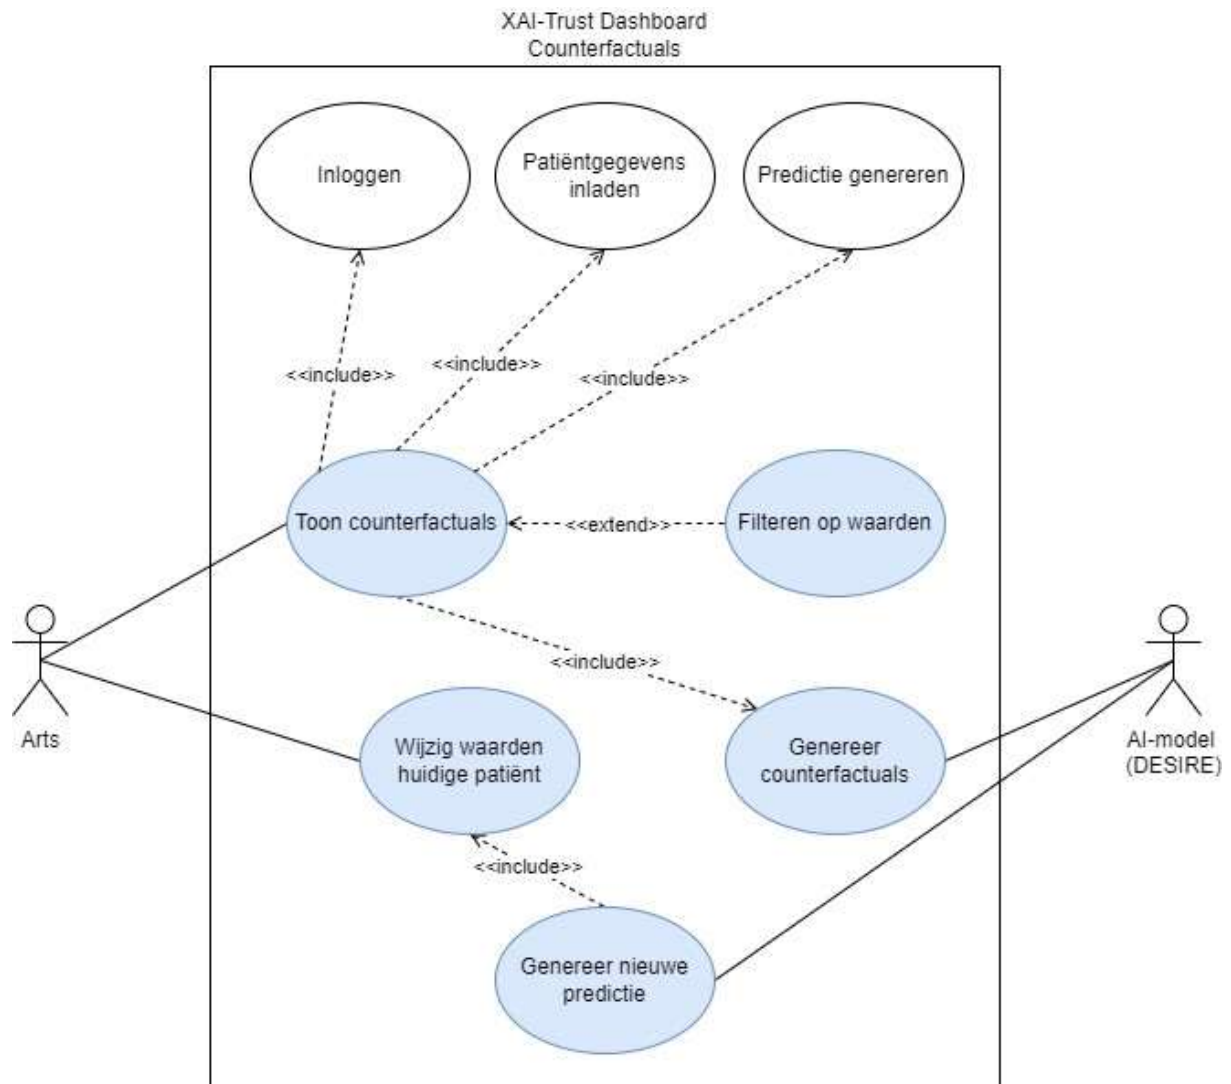 XAI-Trust Dashboard
Counterfactuals
Inloggen
Patiëntgegevens
inladen
Predictie genereren
<<include>>
<<include>>
<<include>>
Toon counterfactuals
<<extend>>
Filteren op waarden
<<include>>
Arts
Wijzig waarden
huidige patiënt
Genereer
counterfactuals
AI-model
(DESIRE)
<<include>>
Genereer nieuwe
predictie